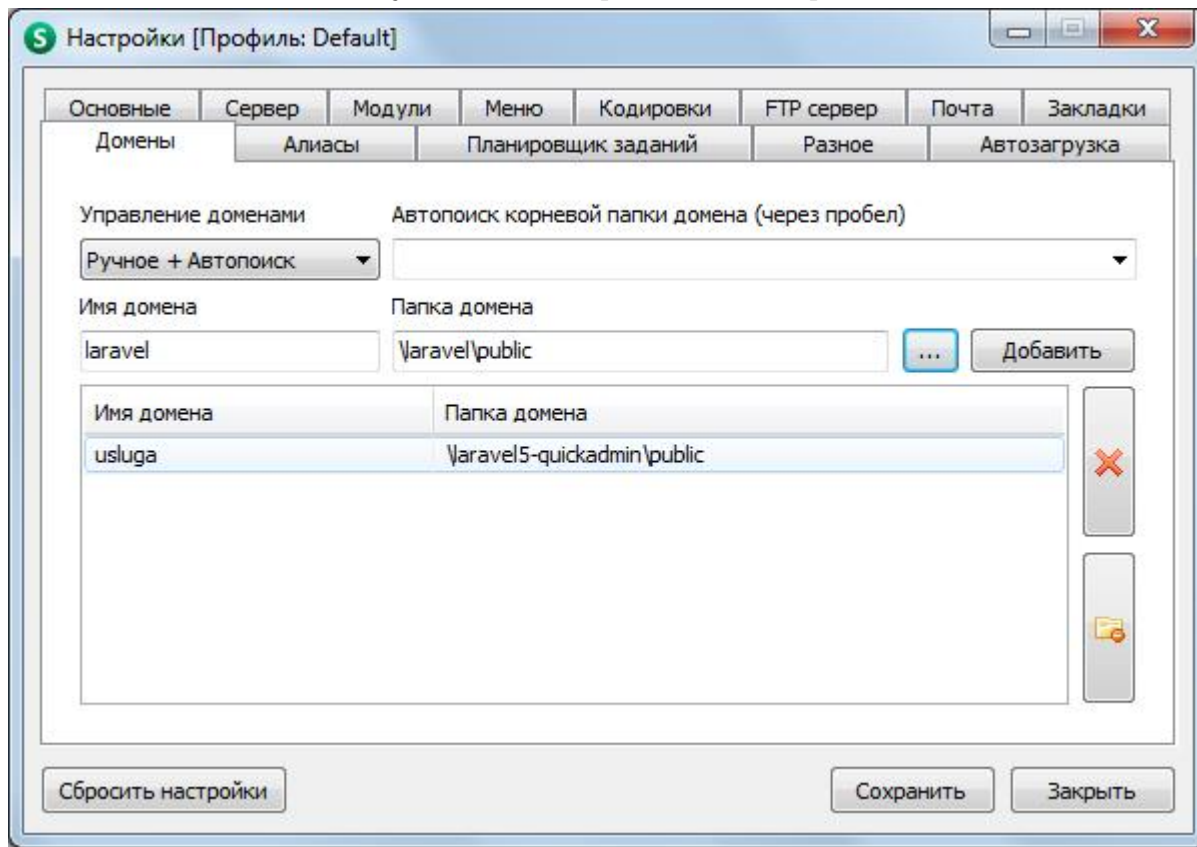 S Настройки [Профиль: Default]
Основные Сервер Модули Меню Кодировки FTP сервер Почта Закладки
Домены Алиасы Планировщик заданий Разное Автозагрузка
Управление доменами Автопоиск корневой папки домена (через пробел)
Ручное + Автопоиск
Имя домена Папка домена
laravel \laravel\public ... Добавить
Имя домена Папка домена
usluga \laravel5-quickadmin\public
Сбросить настройки Сохранить Закрыть